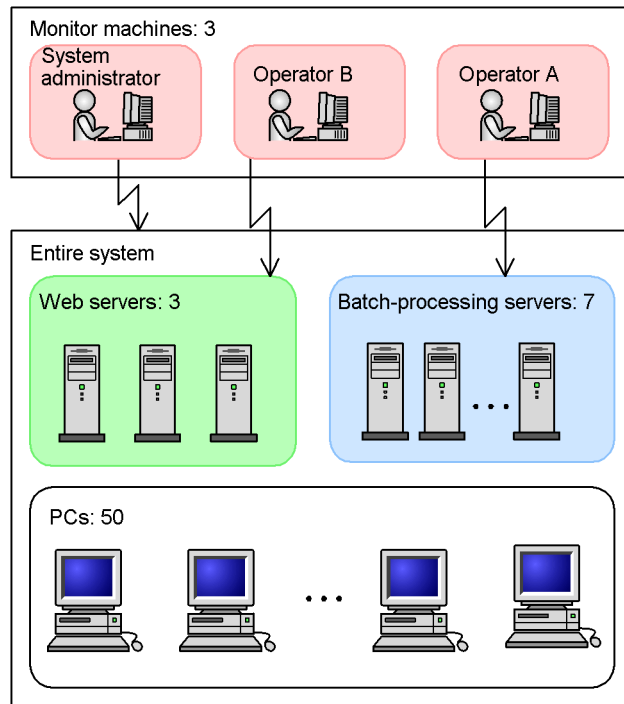 Monitor machines: 3
System
administrator
Operator B
Operator A
Entire system
Web servers: 3
Batch-processing servers: 7
PCs: 50